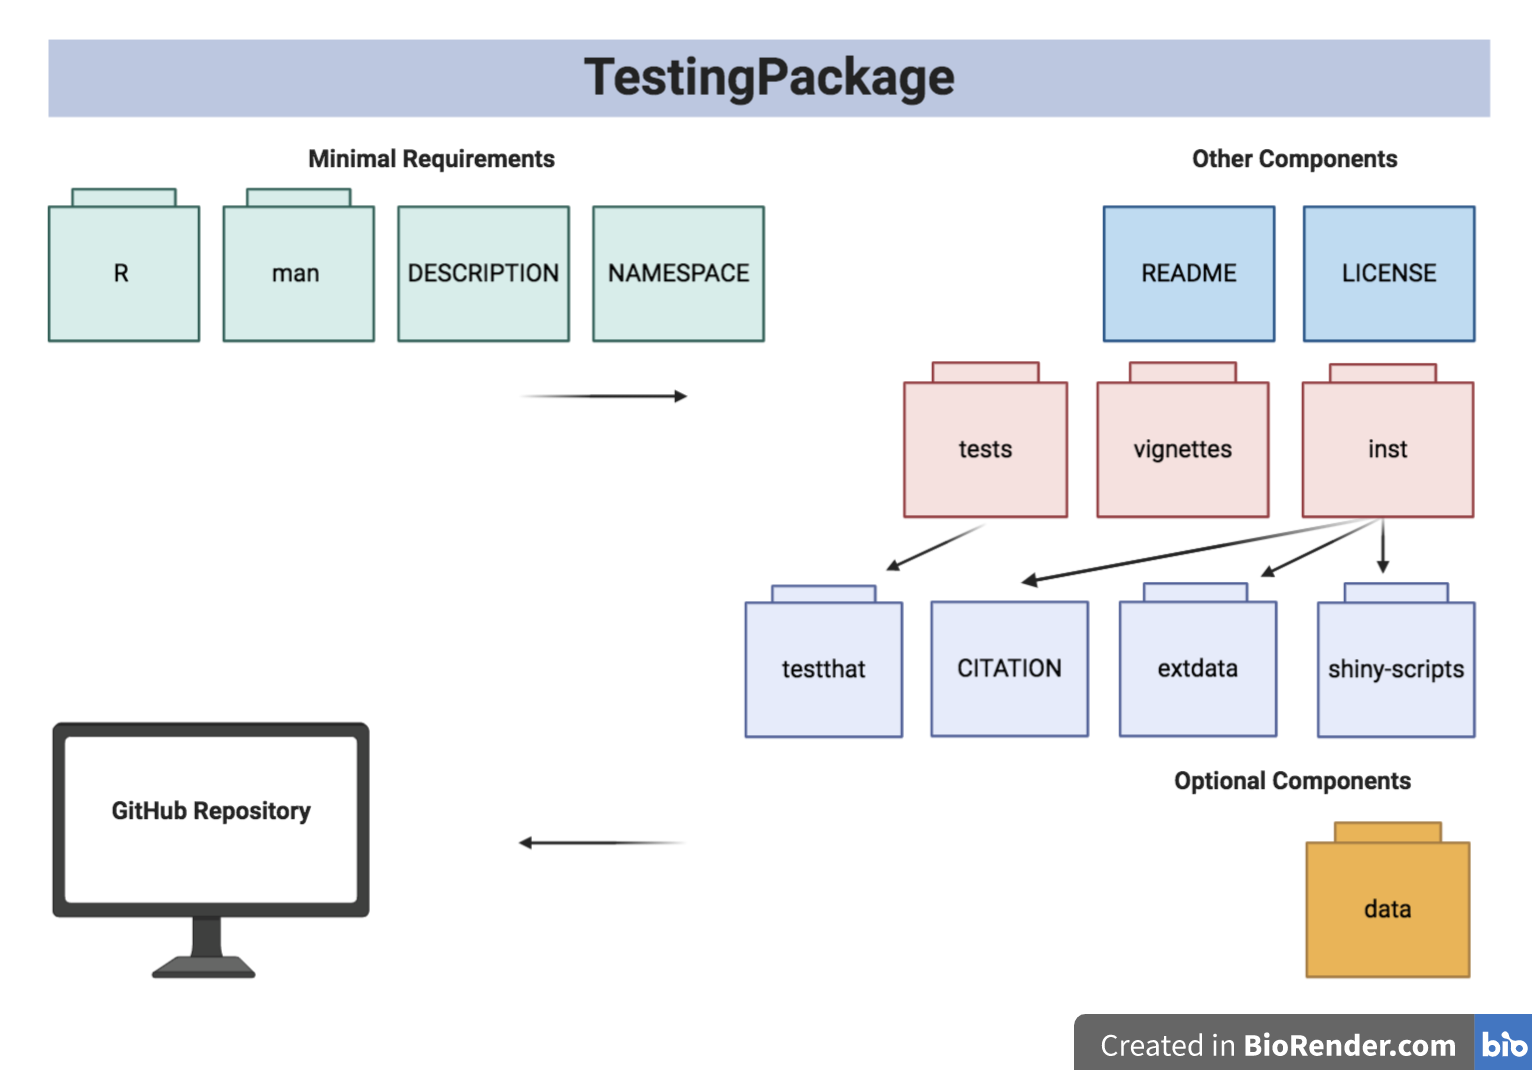 TestingPackage
Minimal Requirements
Other Components
R
man
DESCRIPTION
NAMESPACE
README
LICENSE
tests
vignettes
inst
testthat
CITATION
extdata
shiny-scripts
Optional Components
GitHub Repository
data
Created in BioRender.com
bio